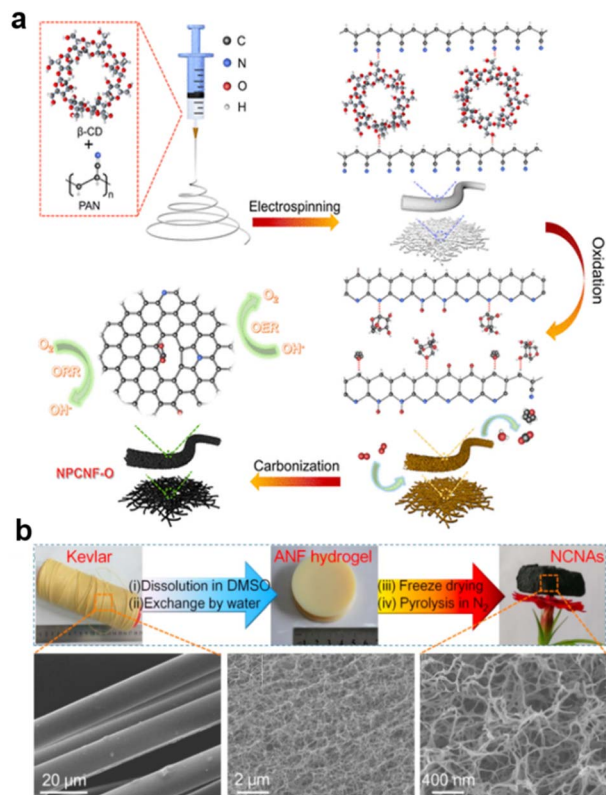 a
C
N
O
H
β-CD
+
PAN
n
Electrospinning
Oxidation
O₂
OER
OH⁻
O₂
ORR
OH⁻
NPCNF-O
Carbonization
b
Kevlar
(i)Dissolution in DMSO
(ii)Exchange by water
ANF hydrogel
(iii) Freeze drying
(iv) Pyrolysis in N₂
NCNAs
20 μm
2 μm
400 nm